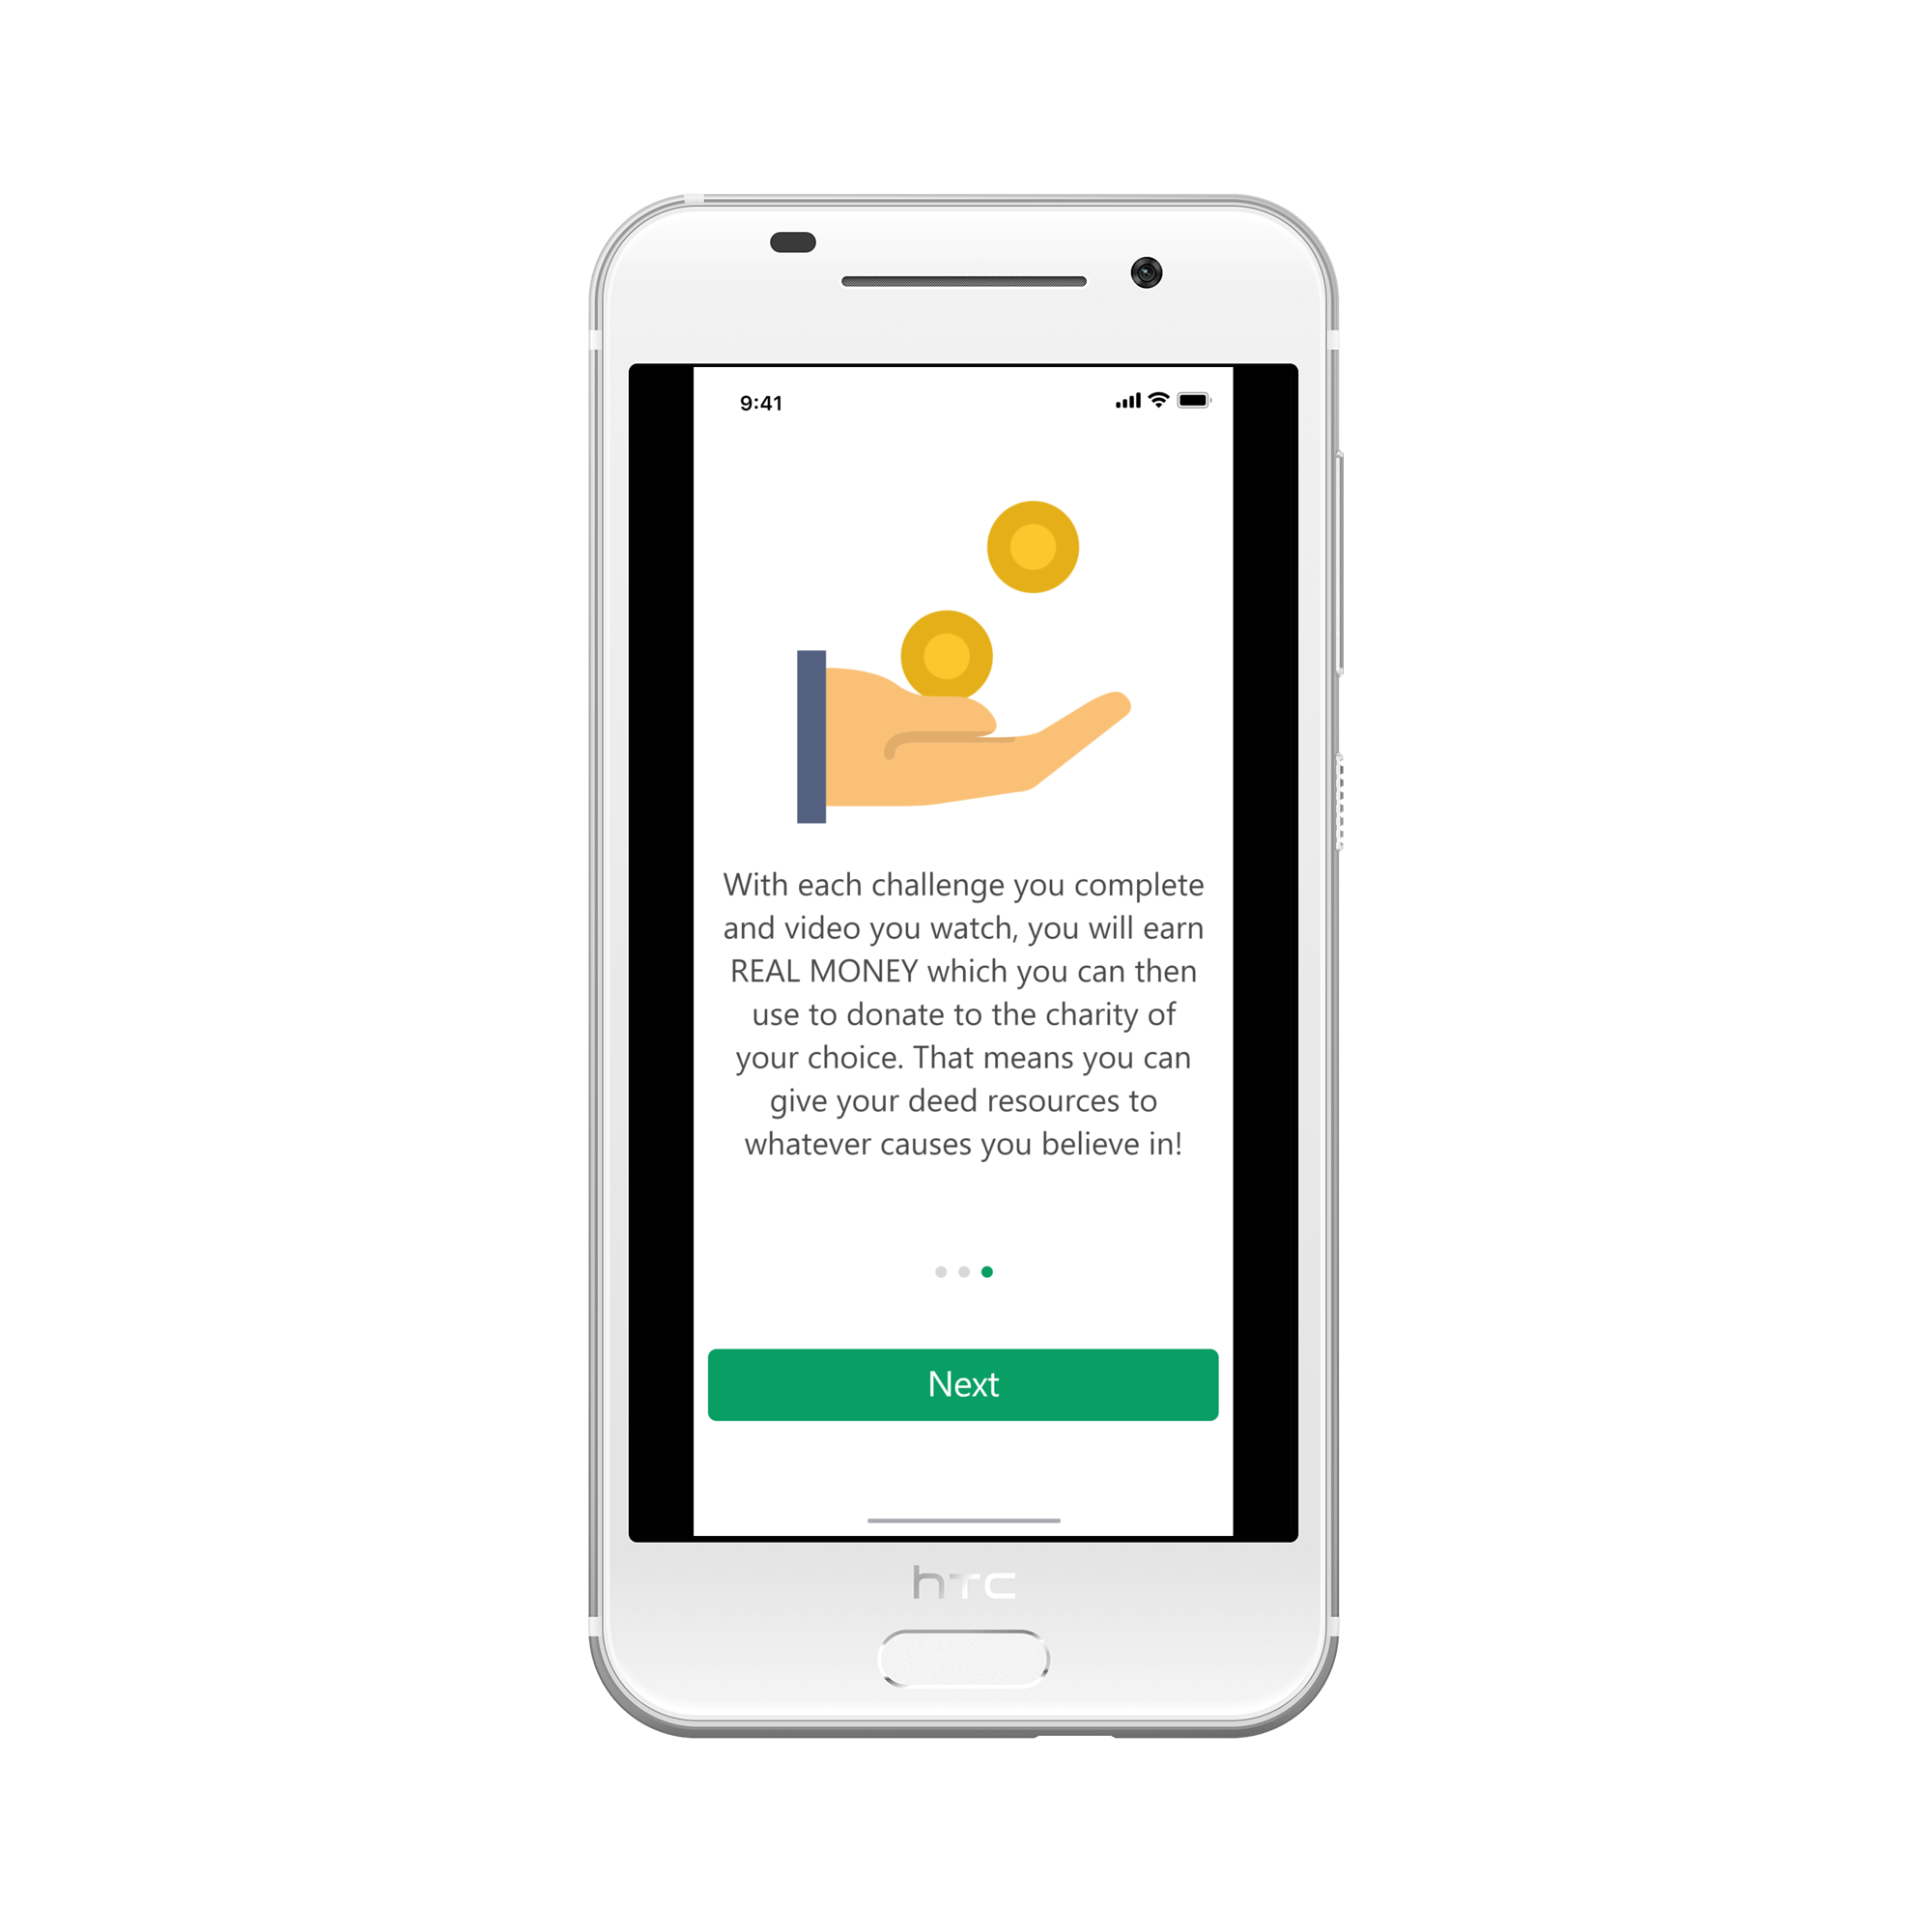 9:41
With each challenge you complete
and video you watch, you will earn
REAL MONEY which you can then
use to donate to the charity of
your choice. That means you can
give your deed resources to
whatever causes you believe in!
Next
hTC